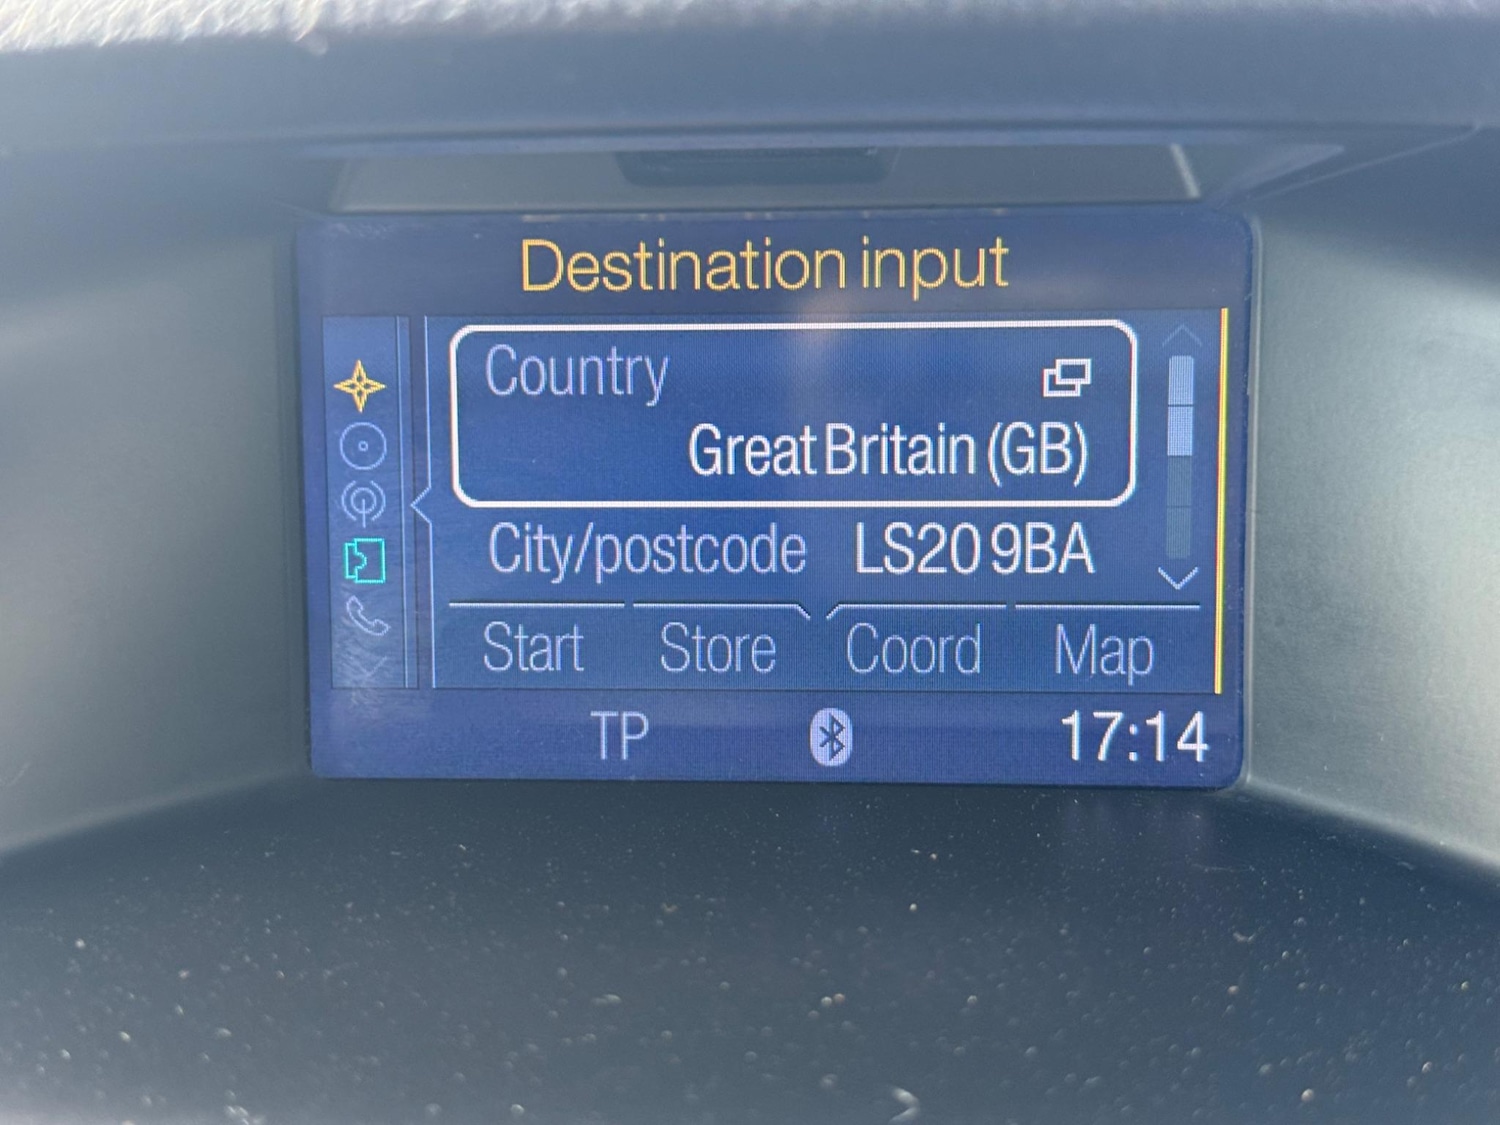 Destination input
Country
Great Britain (GB)
City/postcode LS20 9BA
Start Store Coord Map
TP 17:14